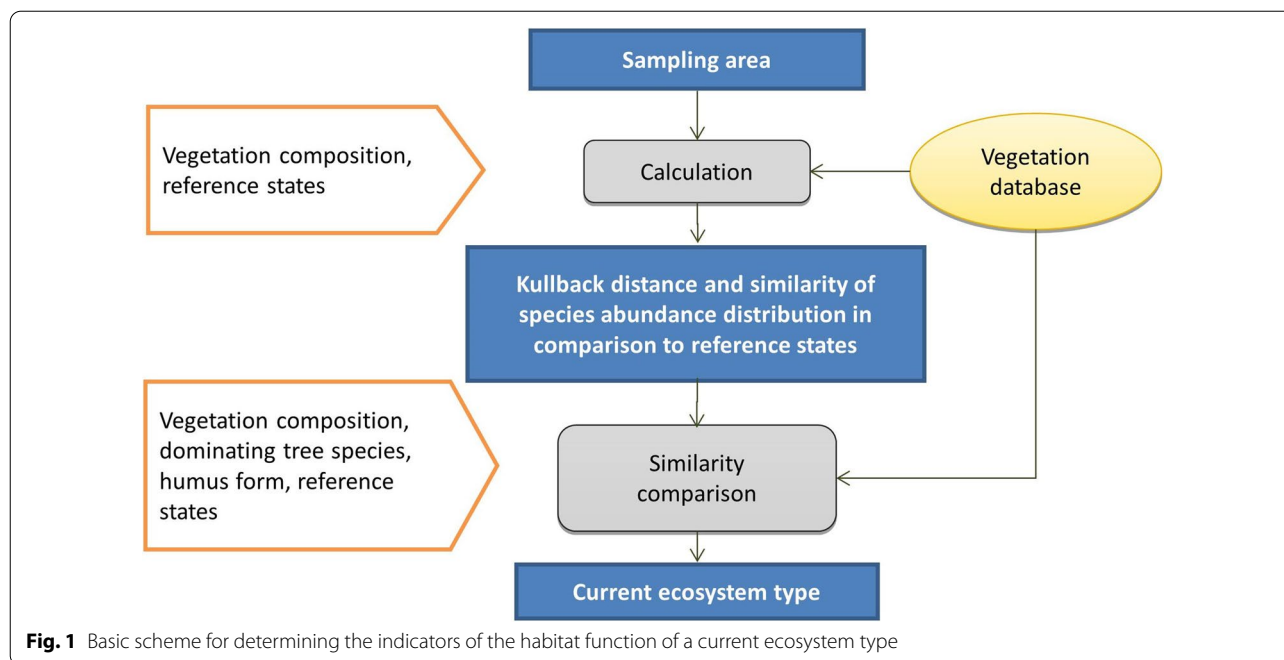 Sampling area
Vegetation composition,
reference states
Calculation
Vegetation
database
Kullback distance and similarity of
species abundance distribution in
comparison to reference states
Vegetation composition,
dominating tree species,
humus form, reference
states
Similarity
comparison
Current ecosystem type
Fig. 1 Basic scheme for determining the indicators of the habitat function of a current ecosystem type